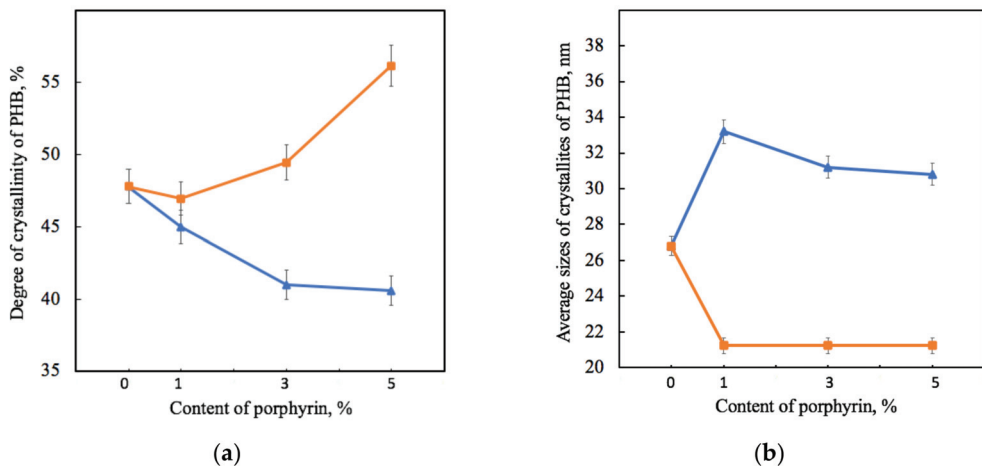 Degree of crystallinity of PHB, %
55
50
45
40
35
0 1 3 5
Content of porphyrin, %
(a)
Average sizes of crystallites of PHB, nm
38
36
34
32
30
28
26
24
22
20
0 1 3 5
Content of porphyrin, %
(b)